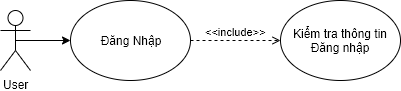 Đăng Nhập
<<include>>
Kiểm tra thông tin
Đăng nhập
User